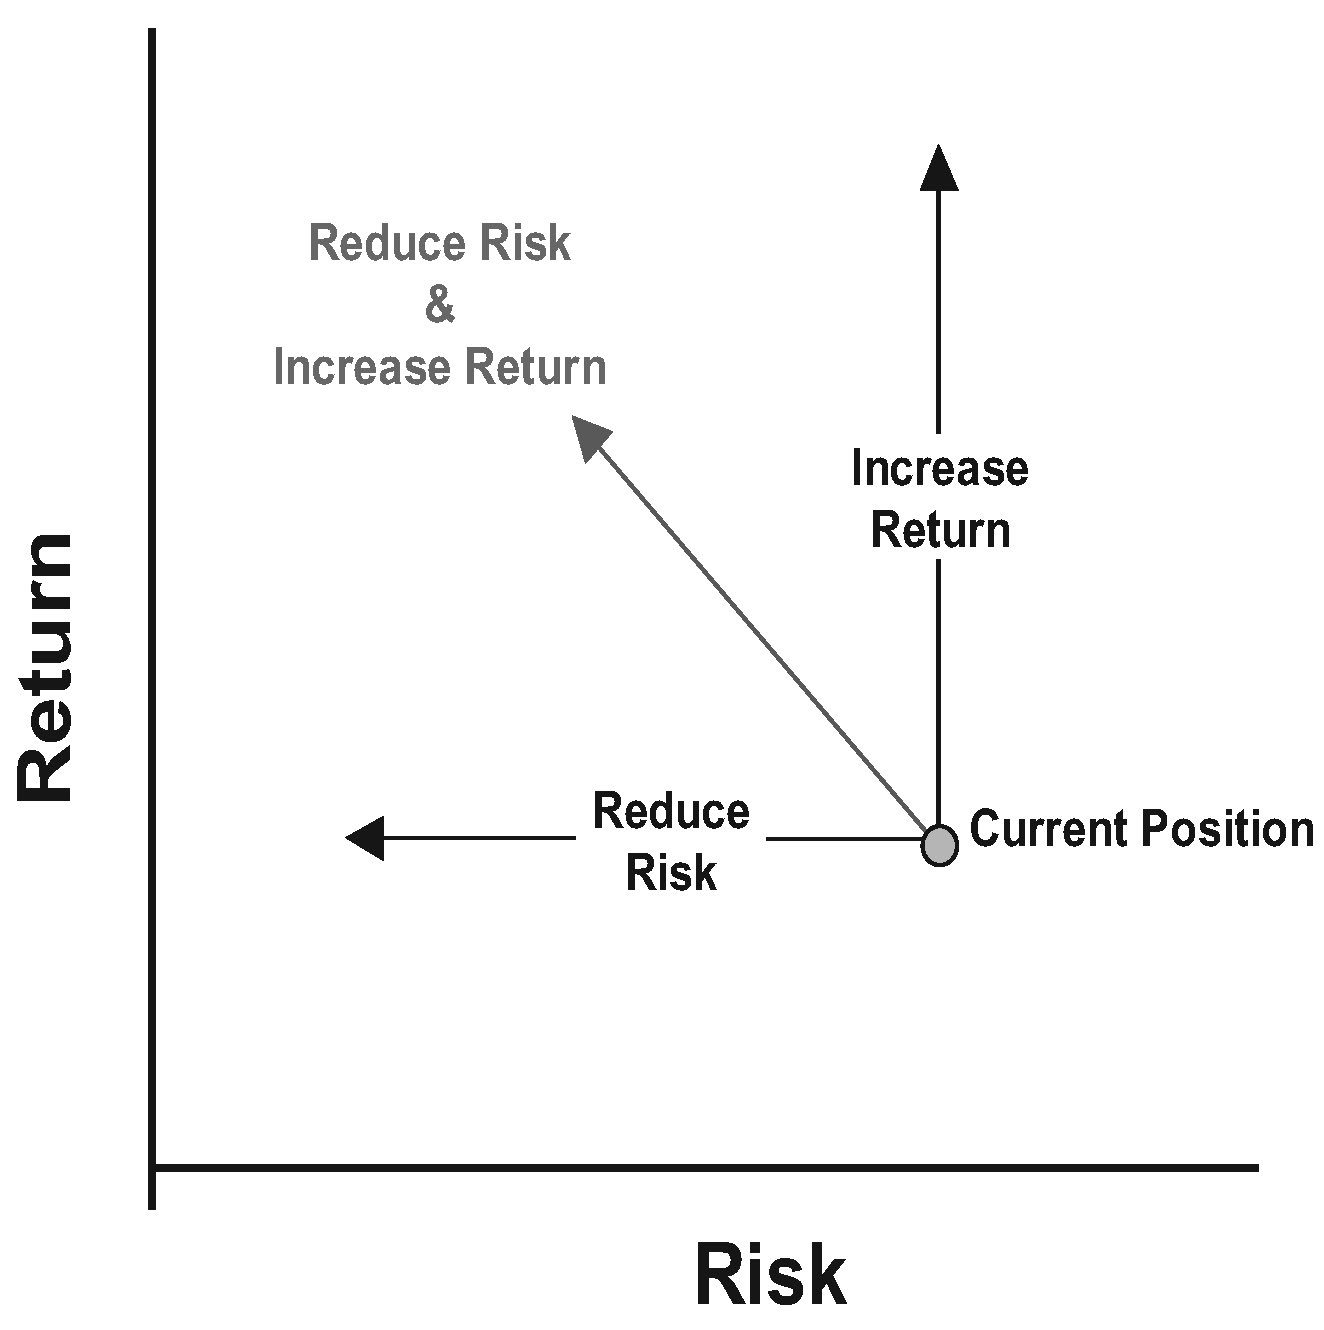 Reduce Risk
&
Increase Return
Increase
Return
Return
Reduce
Risk
Current Position
Risk